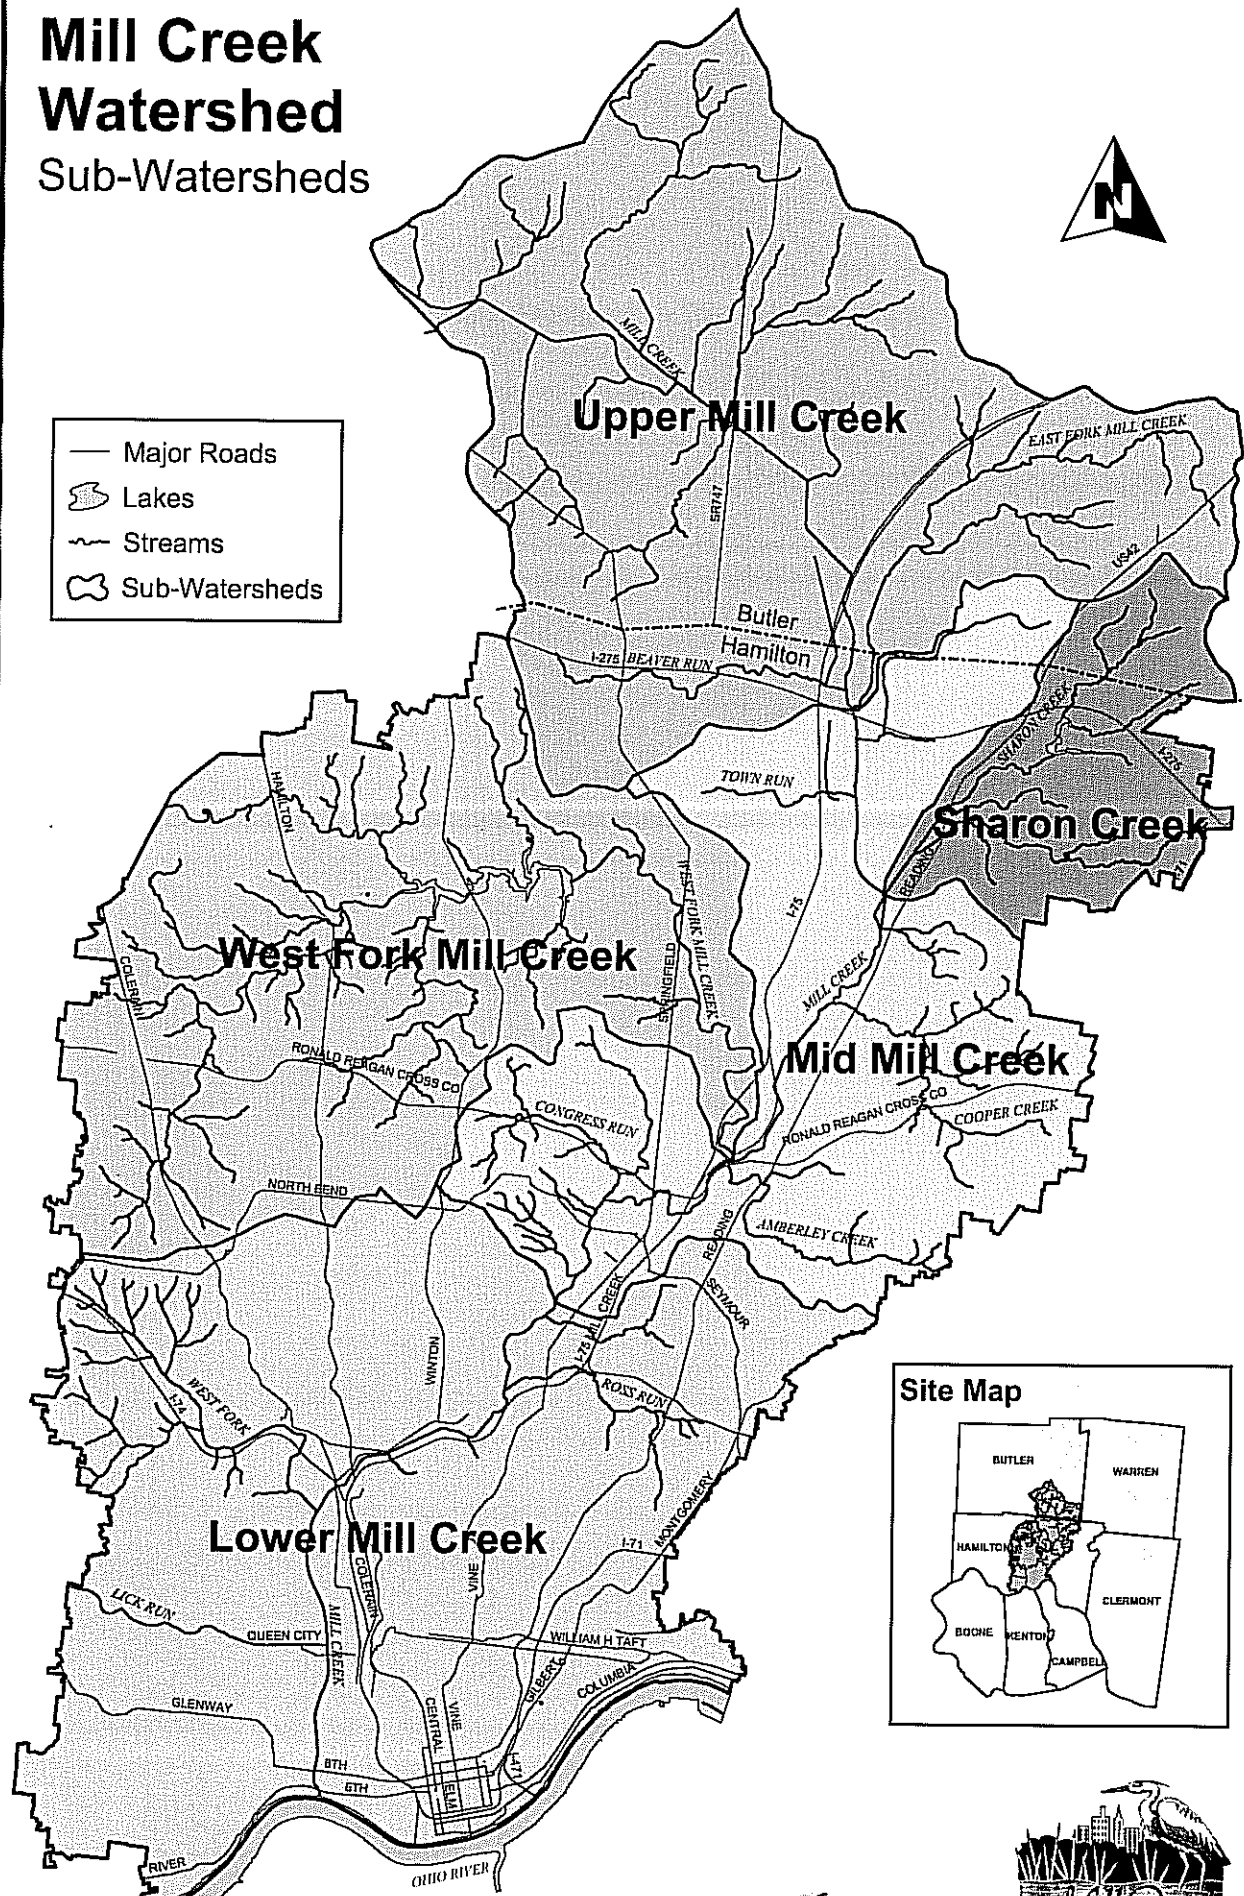 Mill Creek
Watershed
Sub-Watersheds
N
Major Roads
Lakes
Streams
Sub-Watersheds
MILL CREEK
Upper Mill Creek
EAST FORK MILL CREEK
SR747
US42
Butler
Hamilton
I-275
BEAVER RUN
SHARON CREEK
I-275
TOWN RUN
HAMILTON
Sharon Creek
READING
I-71
WEST FORK MILL CREEK
I-75
West Fork Mill Creek
COLERAIN
SPRINGFIELD
MILL CREEK
Mid Mill Creek
RONALD REAGAN CROSS CO
CONGRESS RUN
RONALD REAGAN CROSS CO
COOPER CREEK
NORTH BEND
READING
AMBERLEY CREEK
SEYMOUR
I-75
MILL CREEK
WINTON
WEST FORK
I-74
ROSS RUN
Site Map
BUTLER
WARREN
HAMILTON
CLERMONT
BOONE
KENTON
CAMPBELL
MONTGOMERY
Lower Mill Creek
I-71
COLERAIN
VINE
LICK RUN
MILL CREEK
QUEEN CITY
WILLIAM H TAFT
GILBERT
COLUMBIA
GLENWAY
CENTRAL
VINE
8TH
6TH
ELM
I-471
RIVER
OHIO RIVER